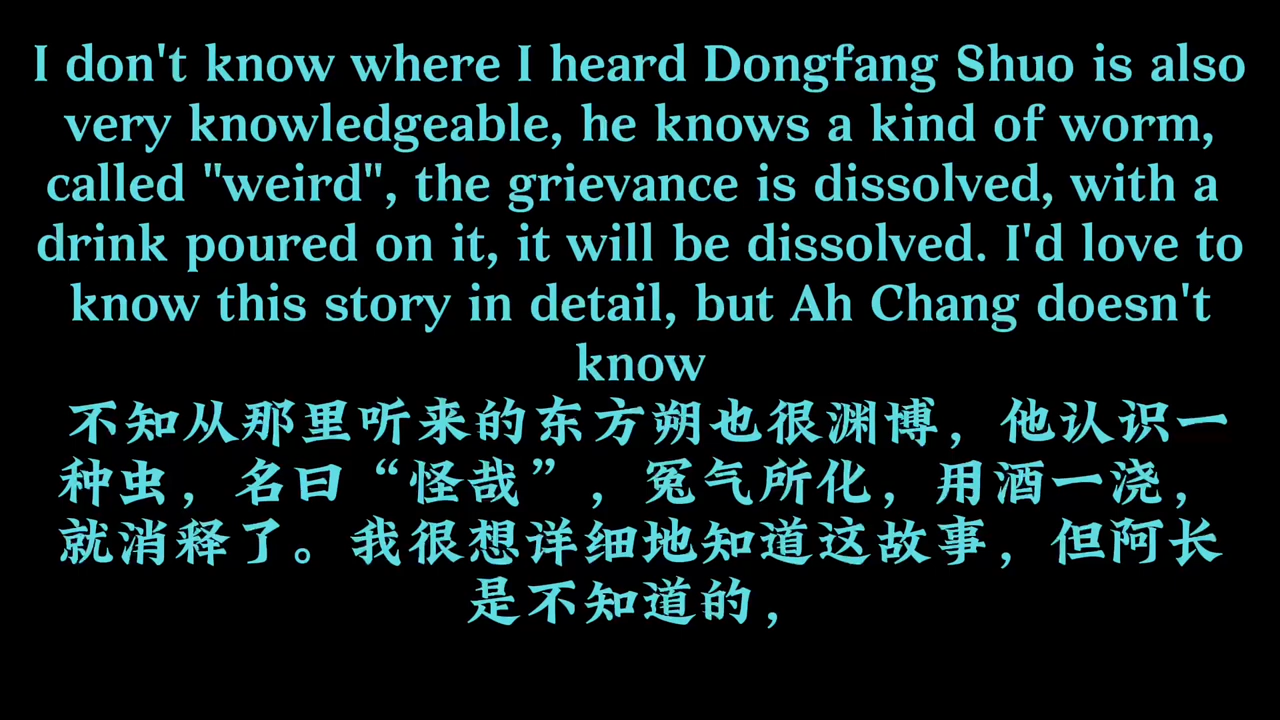 I don't know where I heard Dongfang Shuo is also
very knowledgeable, he knows a kind of worm,
called "weird", the grievance is dissolved, with a
drink poured on it, it will be dissolved. I'd love to
know this story in detail, but Ah Chang doesn't
know
不知从那里听来的东方朔也很渊博，他认识一
种虫，名曰“怪哉”，冤气所化，用酒一浇，
就消释了。我很想详细地知道这故事，但阿长
是不知道的，